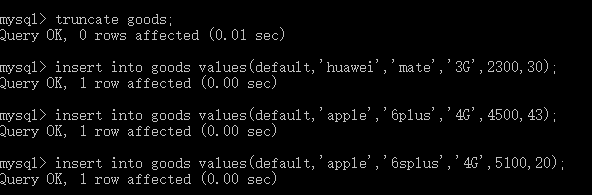 mysql> truncate goods;
Query OK, 0 rows affected (0.01 sec)
mysql> insert into goods values(default,'huawei','mate','3G',2300,30);
Query OK, 1 row affected (0.00 sec)
mysql> insert into goods values(default,'apple','6plus','4G',4500,43);
Query OK, 1 row affected (0.00 sec)
mysql> insert into goods values(default,'apple','6splus','4G',5100,20);
Query OK, 1 row affected (0.00 sec)